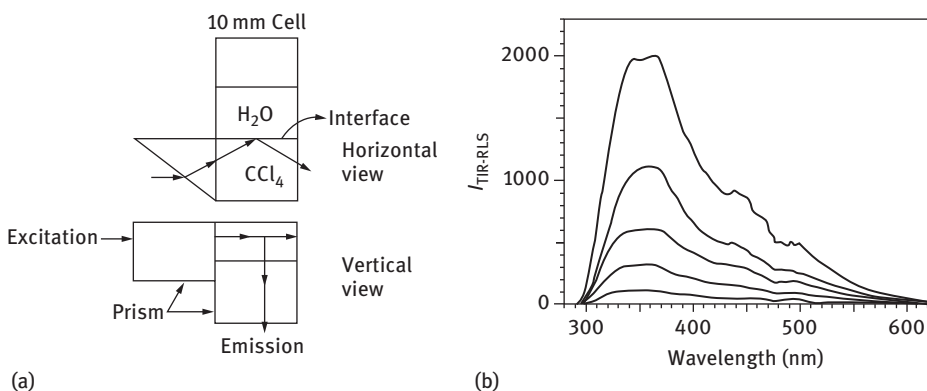 10 mm Cell
H₂O
Interface
CCl₄
Horizontal
view
Excitation
Vertical
view
Prism
Emission
(a)
2000
1000
0
I_TIR-RLS
300 400 500 600
Wavelength (nm)
(b)